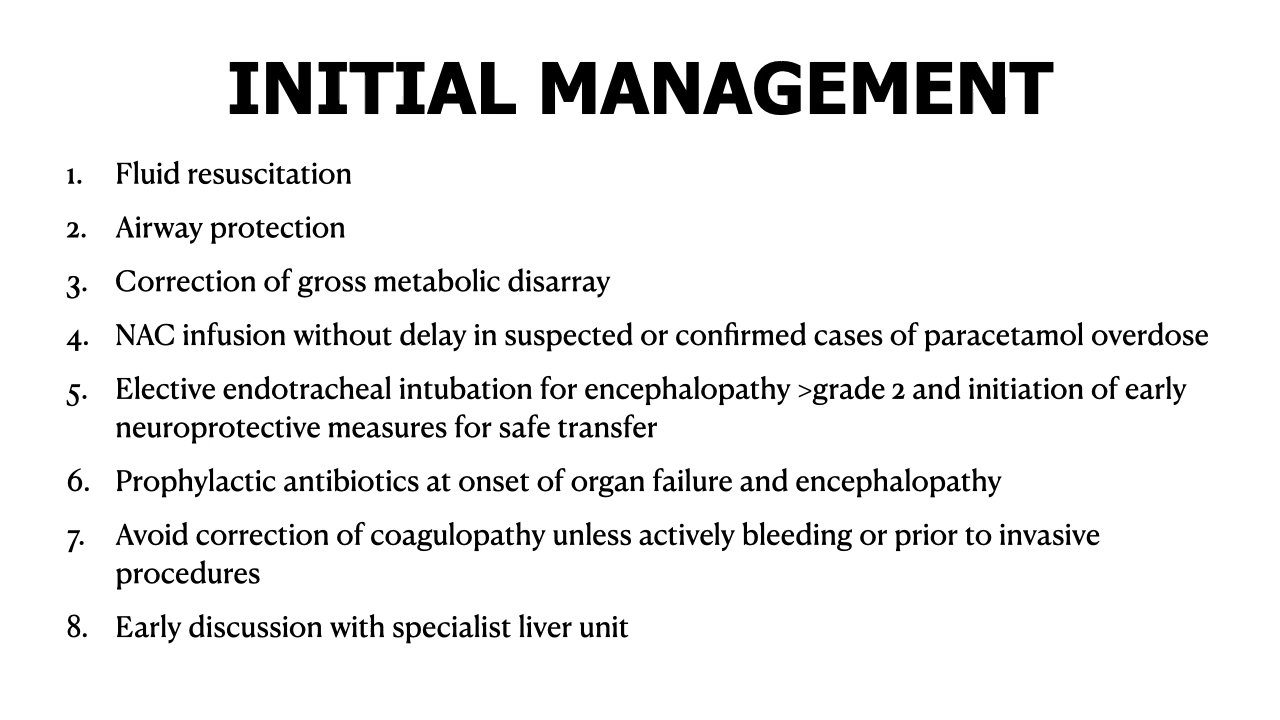 INITIAL MANAGEMENT
1. Fluid resuscitation
2. Airway protection
3. Correction of gross metabolic disarray
4. NAC infusion without delay in suspected or confirmed cases of paracetamol overdose
5. Elective endotracheal intubation for encephalopathy >grade 2 and initiation of early
neuroprotective measures for safe transfer
6. Prophylactic antibiotics at onset of organ failure and encephalopathy
7. Avoid correction of coagulopathy unless actively bleeding or prior to invasive
procedures
8. Early discussion with specialist liver unit